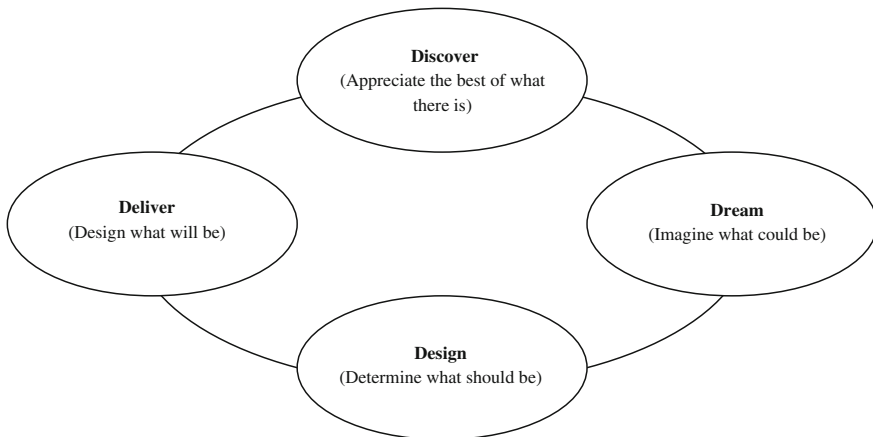 Discover
(Appreciate the best of what
there is)
Deliver
(Design what will be)
Dream
(Imagine what could be)
Design
(Determine what should be)